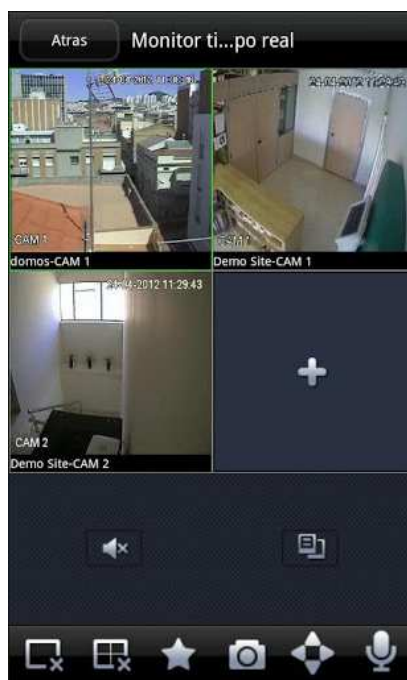 Atras
Monitor ti...po real
CAM 1
domos-CAM 1
Demo Site-CAM 1
24-04-2012 11:29:43
CAM 2
Demo Site-CAM 2